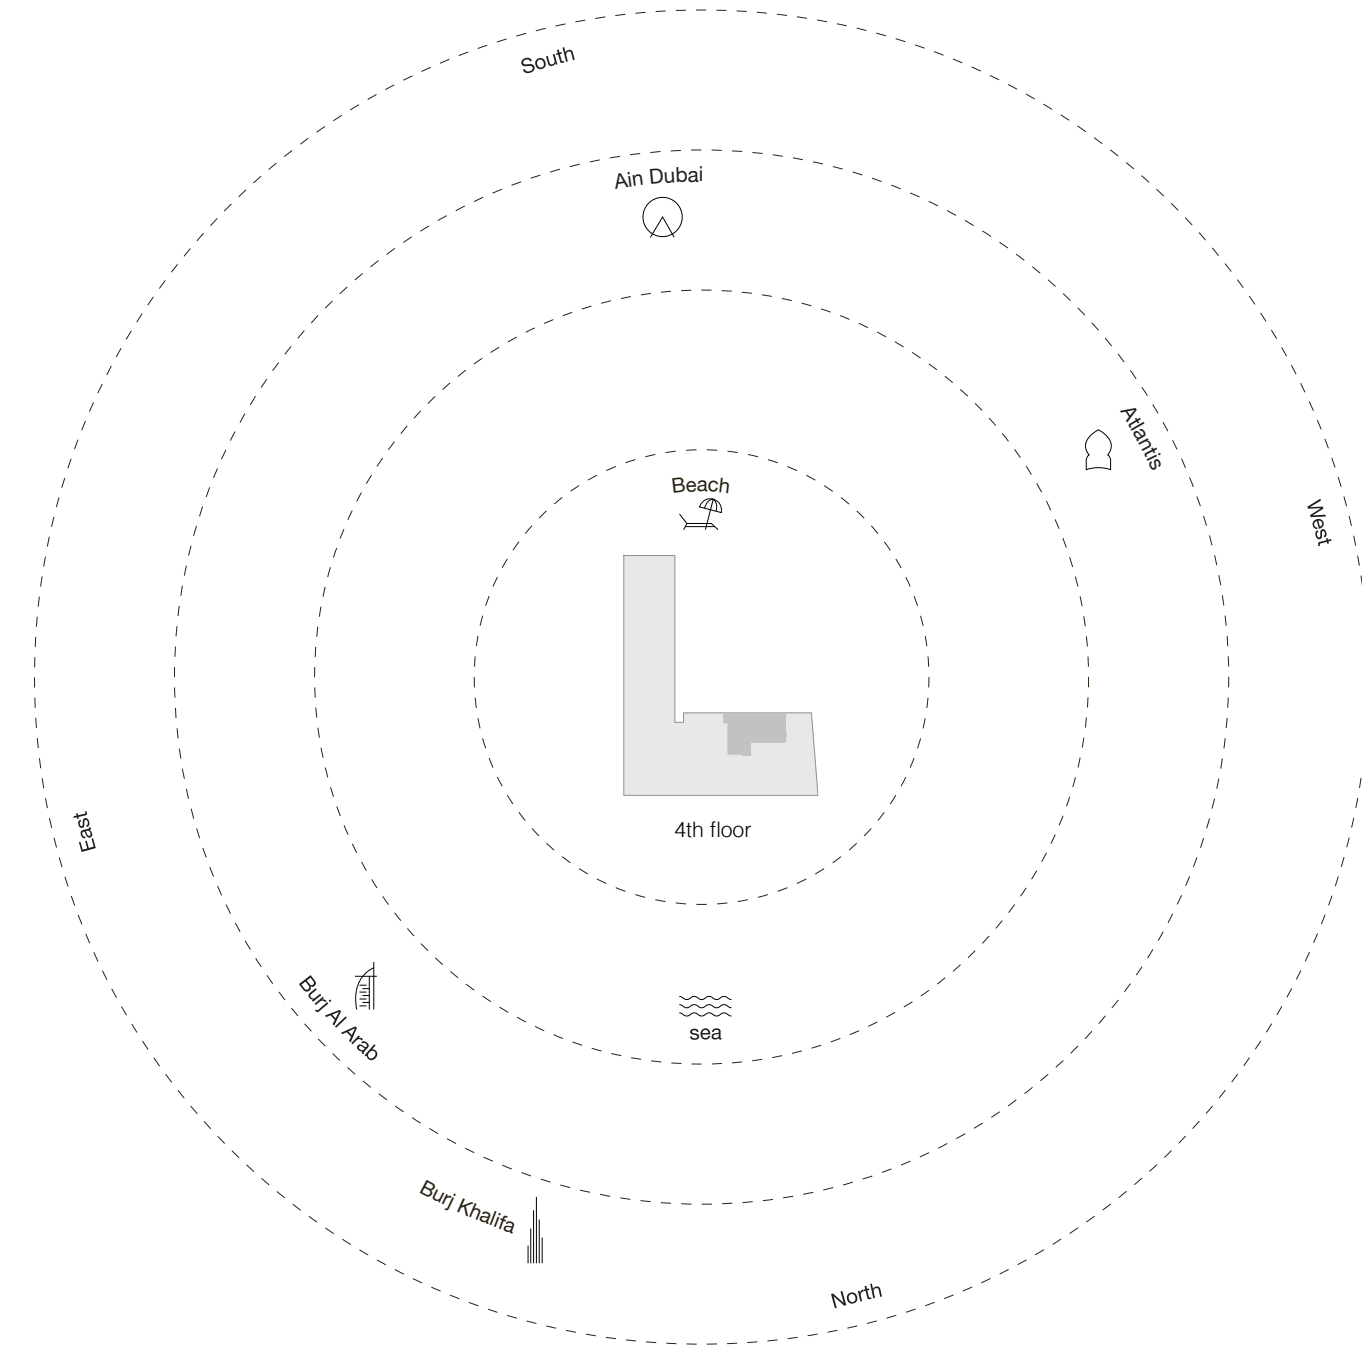 South
Ain Dubai
Atlantis
Beach
West
4th floor
East
Burj Al Arab
sea
Burj Khalifa
North